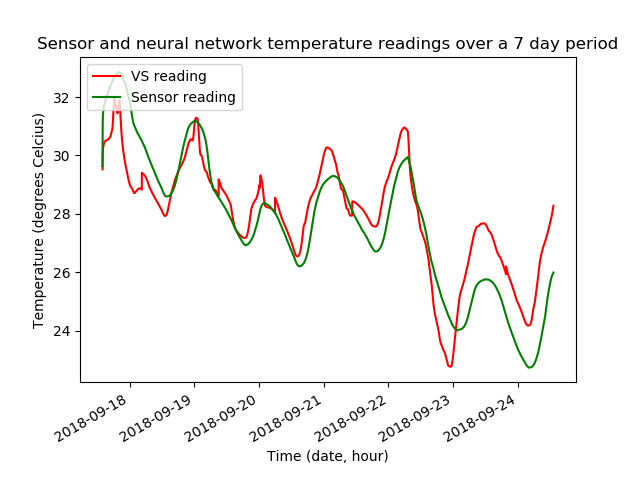 Sensor and neural network temperature readings over a 7 day period
VS reading
Sensor reading
Temperature (degrees Celcius)
32
30
28
26
24
2018-09-18
2018-09-19
2018-09-20
2018-09-21
2018-09-22
2018-09-23
2018-09-24
Time (date, hour)